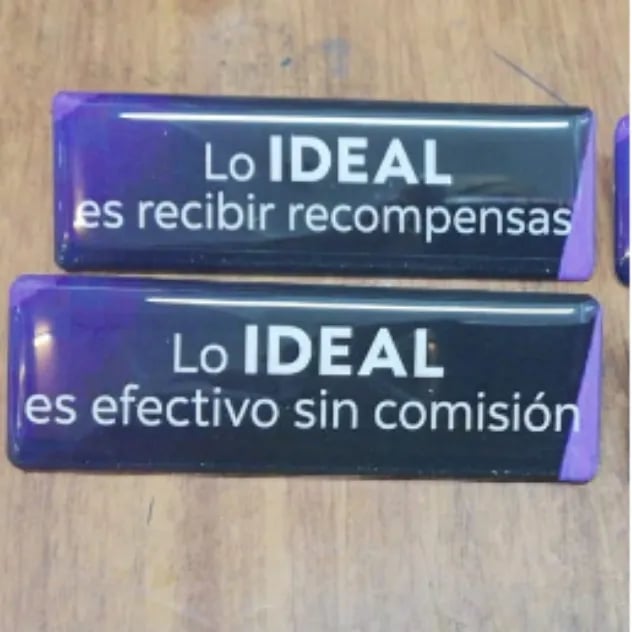 Lo IDEAL
es recibir recompensas
Lo IDEAL
es efectivo sin comisión